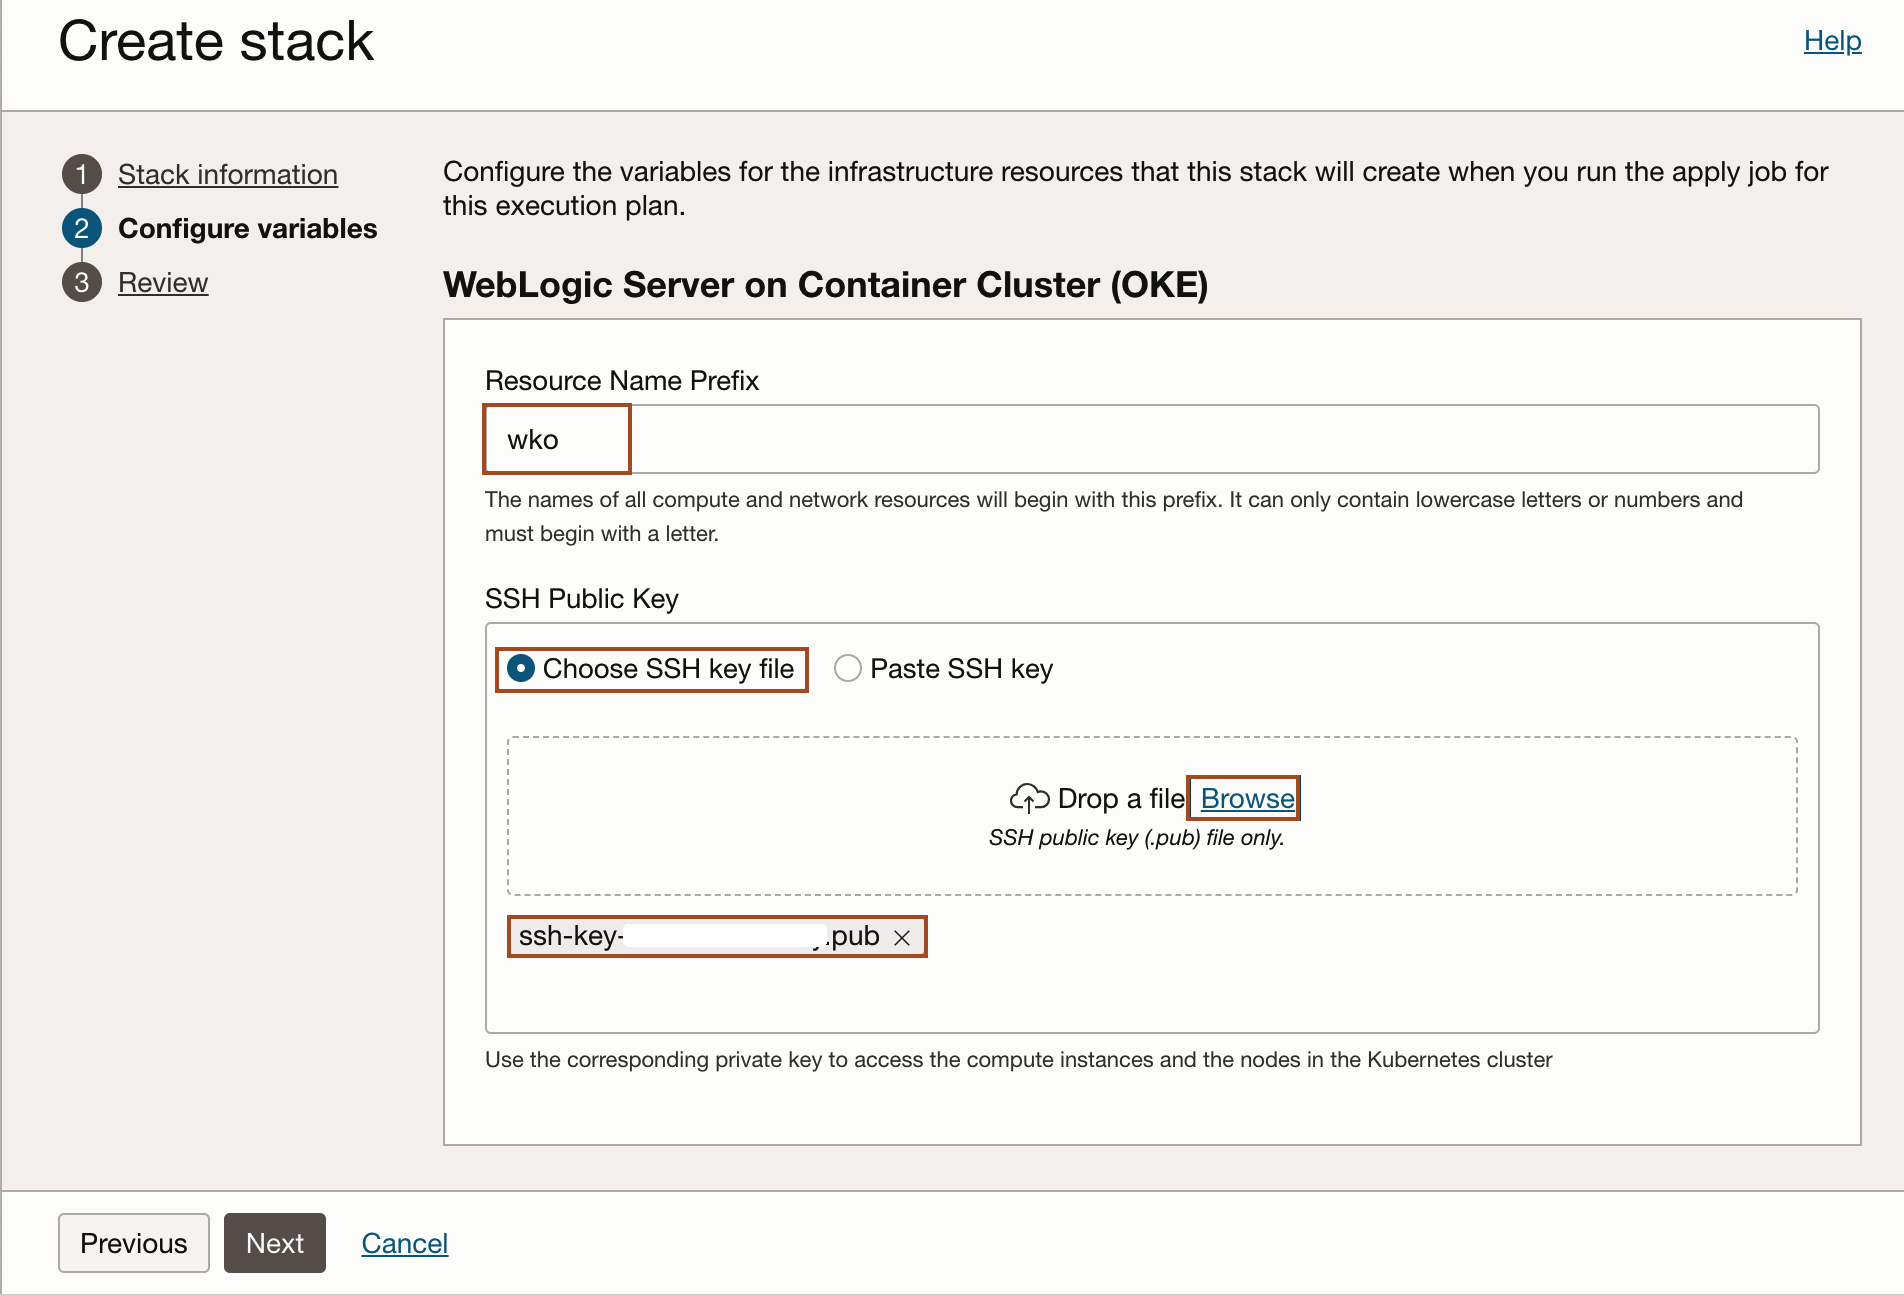 Create stack
Help
1 Stack information
2 Configure variables
3 Review
Configure the variables for the infrastructure resources that this stack will create when you run the apply job for
this execution plan.
WebLogic Server on Container Cluster (OKE)
Resource Name Prefix
wko
The names of all compute and network resources will begin with this prefix. It can only contain lowercase letters or numbers and
must begin with a letter.
SSH Public Key
Choose SSH key file
Paste SSH key
Drop a file Browse
SSH public key (.pub) file only.
ssh-key- .pub
Use the corresponding private key to access the compute instances and the nodes in the Kubernetes cluster
Previous
Next
Cancel